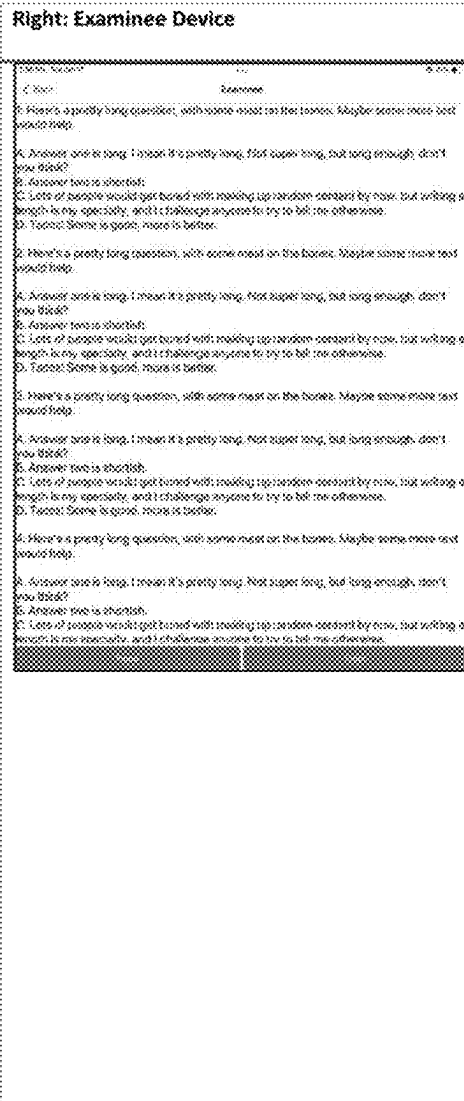 Right: Examinee Device
Examinee
1. Here's a pretty long question, with some meat on the bones. Maybe some more text
would help.
A. Answer one is long. I mean it's pretty long. Not super long, but long enough, don't
you think?
B. Answer two is shortish.
C. Lots of people would get bored with making up random content by now, but writing a
length is my specialty, and I challenge anyone to try to tell me otherwise.
D. Tacos! Some is good, more is better.
2. Here's a pretty long question, with some meat on the bones. Maybe some more text
would help.
A. Answer one is long. I mean it's pretty long. Not super long, but long enough, don't
you think?
B. Answer two is shortish.
C. Lots of people would get bored with making up random content by now, but writing a
length is my specialty, and I challenge anyone to try to tell me otherwise.
D. Tacos! Some is good, more is better.
3. Here's a pretty long question, with some meat on the bones. Maybe some more text
would help.
A. Answer one is long. I mean it's pretty long. Not super long, but long enough, don't
you think?
B. Answer two is shortish.
C. Lots of people would get bored with making up random content by now, but writing a
length is my specialty, and I challenge anyone to try to tell me otherwise.
D. Tacos! Some is good, more is better.
4. Here's a pretty long question, with some meat on the bones. Maybe some more text
would help.
A. Answer one is long. I mean it's pretty long. Not super long, but long enough, don't
you think?
B. Answer two is shortish.
C. Lots of people would get bored with making up random content by now, but writing a
length is my specialty, and I challenge anyone to try to tell me otherwise.